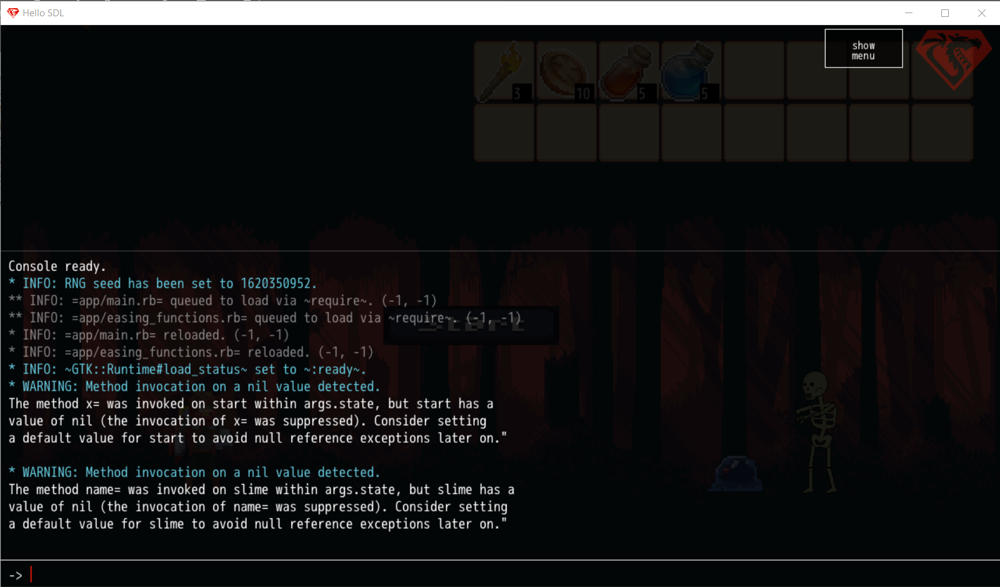 Hello SDL
show
menu
3 10 5 5
Console ready.
* INFO: RNG seed has been set to 1620350952.
** INFO: =app/main.rb= queued to load via ~require~. (-1, -1)
** INFO: =app/easing_functions.rb= queued to load via ~require~. (-1, -1)
start
* INFO: =app/main.rb= reloaded. (-1, -1)
* INFO: =app/easing_functions.rb= reloaded. (-1, -1)
* INFO: ~GTK::Runtime#load_status~ set to ~:ready~.
* WARNING: Method invocation on a nil value detected.
The method x= was invoked on start within args.state, but start has a
value of nil (the invocation of x= was suppressed). Consider setting
a default value for start to avoid null reference exceptions later on."
* WARNING: Method invocation on a nil value detected.
The method name= was invoked on slime within args.state, but slime has a
value of nil (the invocation of name= was suppressed). Consider setting
a default value for slime to avoid null reference exceptions later on."
->